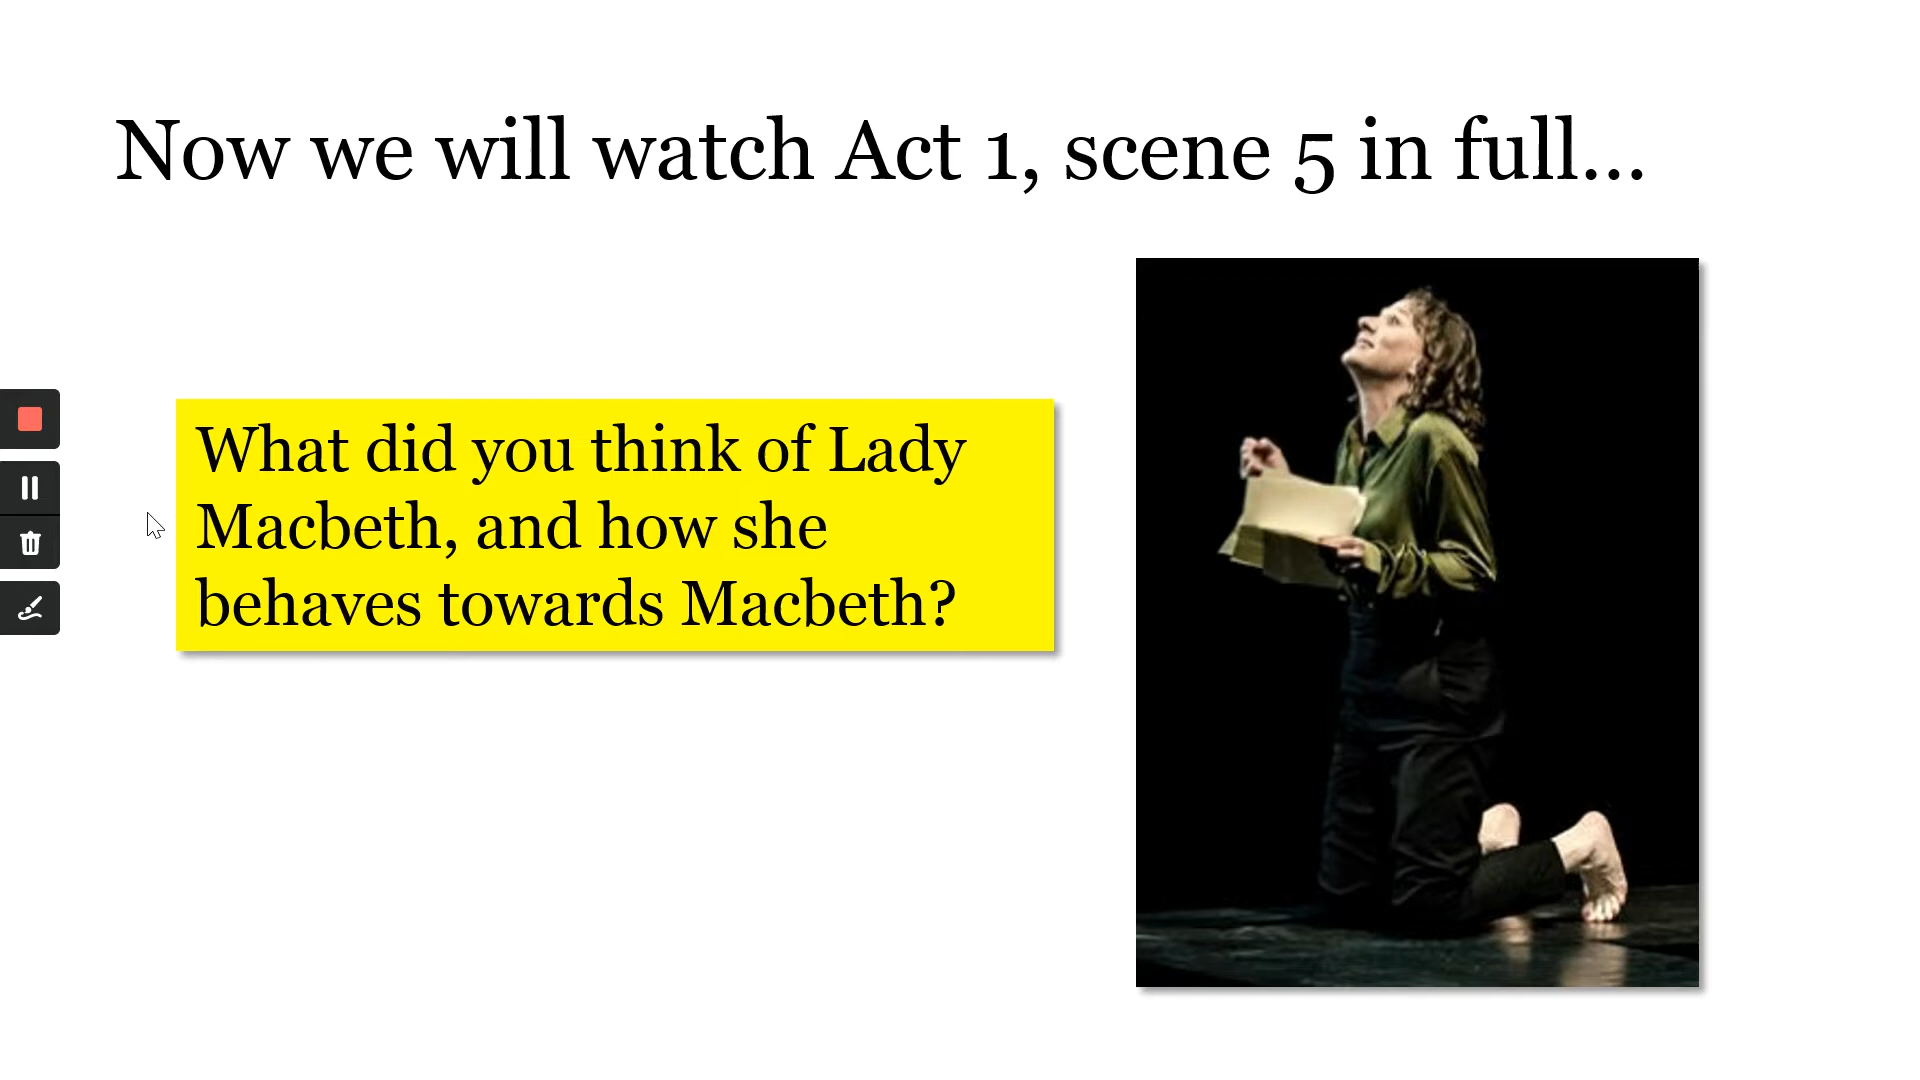 Now we will watch Act 1, scene 5 in full...
What did you think of Lady
Macbeth, and how she
behaves towards Macbeth?